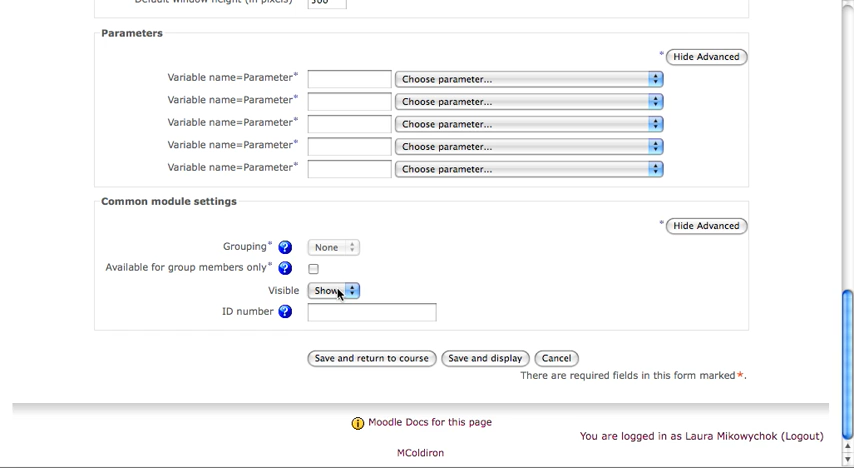 Default window height (in pixels) 500
Parameters
* Hide Advanced
Variable name=Parameter* Choose parameter...
Variable name=Parameter* Choose parameter...
Variable name=Parameter* Choose parameter...
Variable name=Parameter* Choose parameter...
Variable name=Parameter* Choose parameter...
Common module settings
* Hide Advanced
Grouping* ? None
Available for group members only* ?
Visible Show
ID number ?
Save and return to course Save and display Cancel
There are required fields in this form marked*.
i Moodle Docs for this page
You are logged in as Laura Mikowychok (Logout)
MColdiron